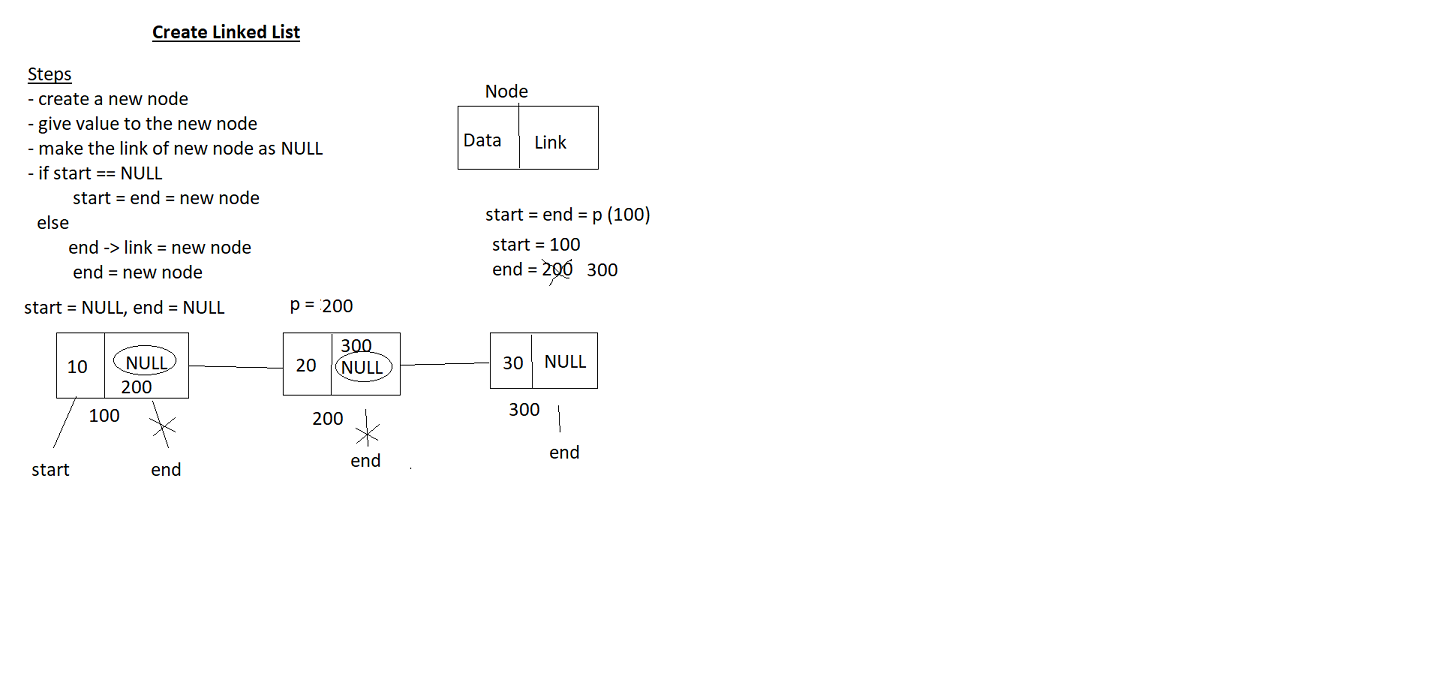 Create Linked List
Steps
- create a new node
- give value to the new node
- make the link of new node as NULL
- if start == NULL
start = end = new node
else
end -> link = new node
end = new node
Node
Data Link
start = end = p (100)
start = 100
end = 200 300
start = NULL, end = NULL
p = 200
10 NULL
200
100
start
end
300
20 NULL
200
end
30 NULL
300
end